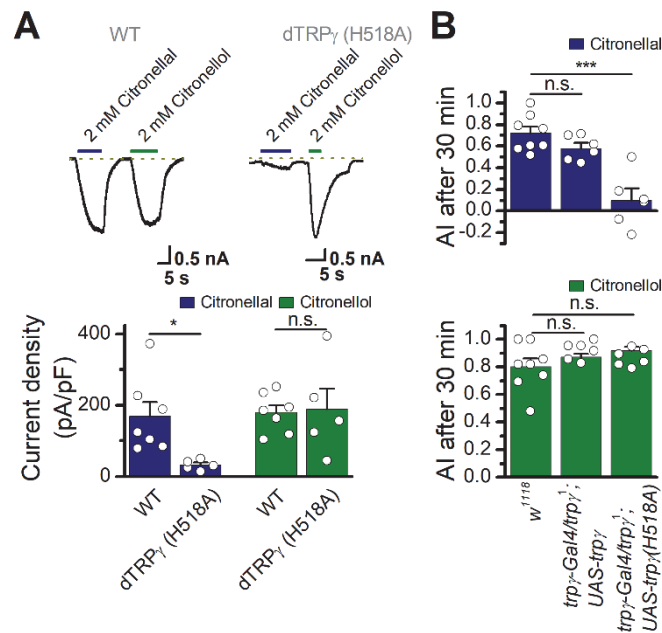 A
WT
dTRPγ (H518A)
2 mM Citronellal
2 mM Citronellol
2 mM Citronellal
2 mM Citronellol
0.5 nA
5 s
0.5 nA
5 s
Citronellal
Citronellol
Current density
(pA/pF)
400
200
0
*
n.s.
WT
dTRPγ (H518A)
WT
dTRPγ (H518A)
B
Citronellal
***
n.s.
AI after 30 min
1.0
0.8
0.6
0.4
0.2
0.0
-0.2
Citronellol
n.s.
n.s.
AI after 30 min
1.0
0.8
0.6
0.4
0.2
0.0
w1118
trpγ-Gal4/trpγ1;
UAS-trpγ
trpγ-Gal4/trpγ1;
UAS-trpγ(H518A)